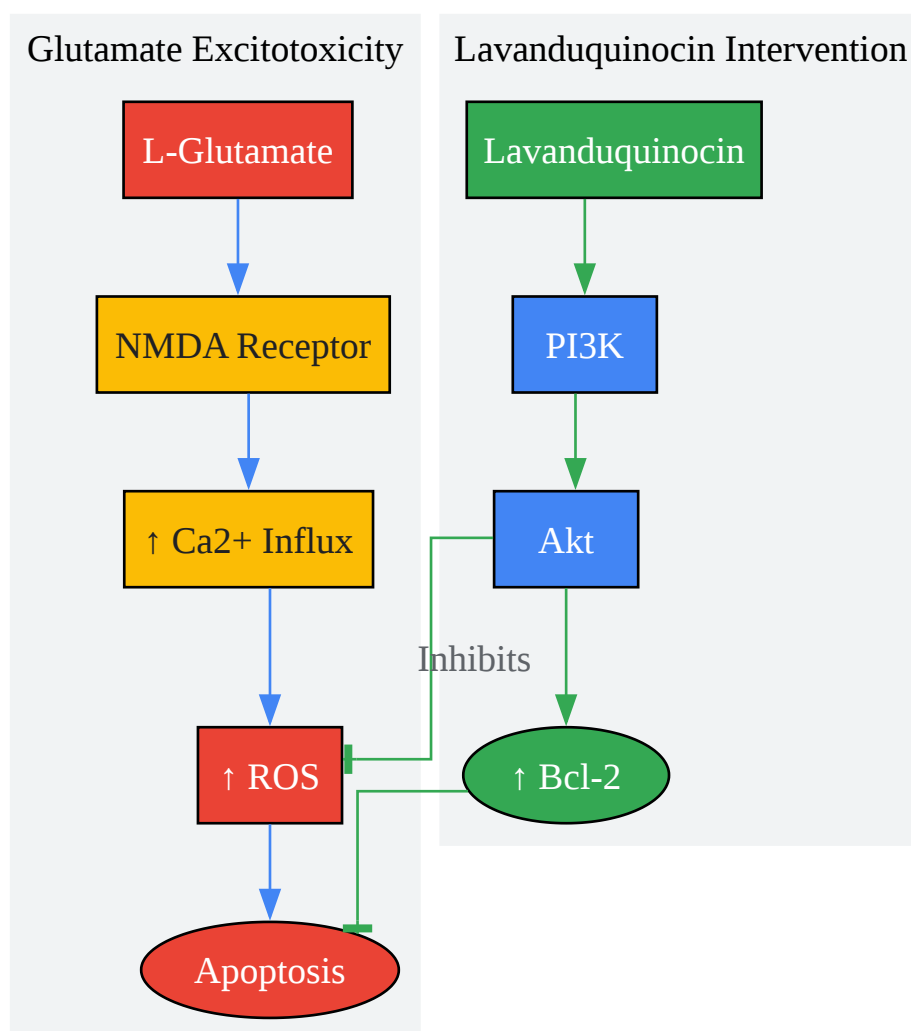 Glutamate Excitotoxicity
L-Glutamate
NMDA Receptor
↑ Ca2+ Influx
↑ ROS
Apoptosis
Lavanduquinocin Intervention
Lavanduquinocin
PI3K
Akt
Inhibits
↑ Bcl-2